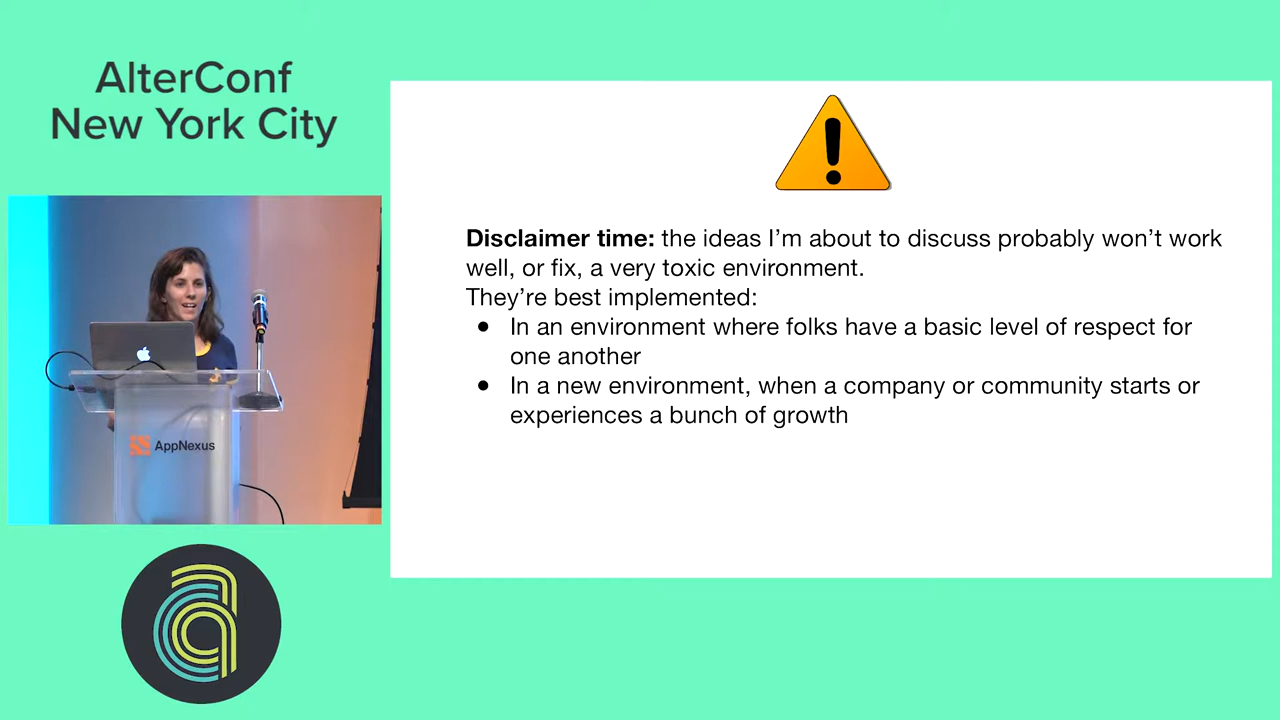 AlterConf
New York City
Disclaimer time: the ideas I’m about to discuss probably won’t work
well, or fix, a very toxic environment.
They’re best implemented:
● In an environment where folks have a basic level of respect for
one another
● In a new environment, when a company or community starts or
experiences a bunch of growth
AppNexus